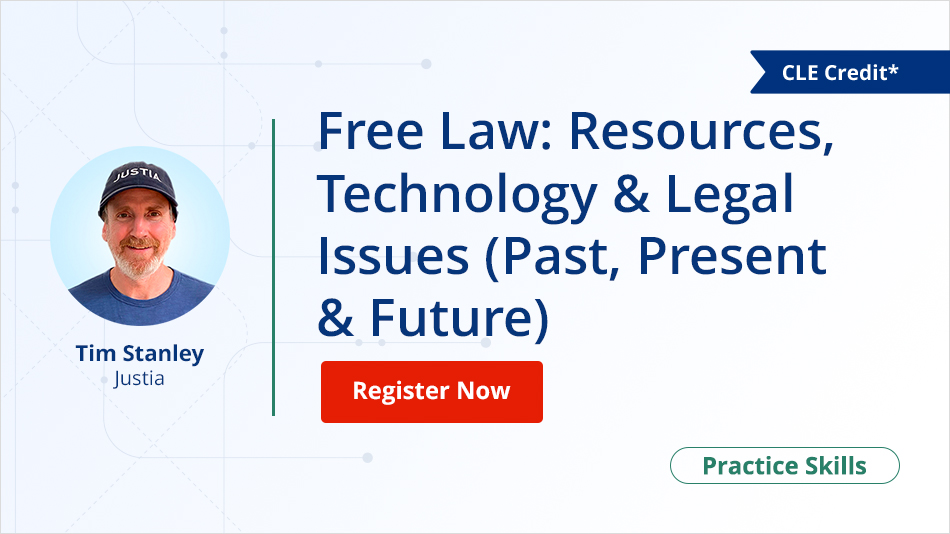 CLE Credit*
Free Law: Resources,
Technology & Legal
Issues (Past, Present
& Future)
JUSTIA
Tim Stanley
Justia
Register Now
Practice Skills